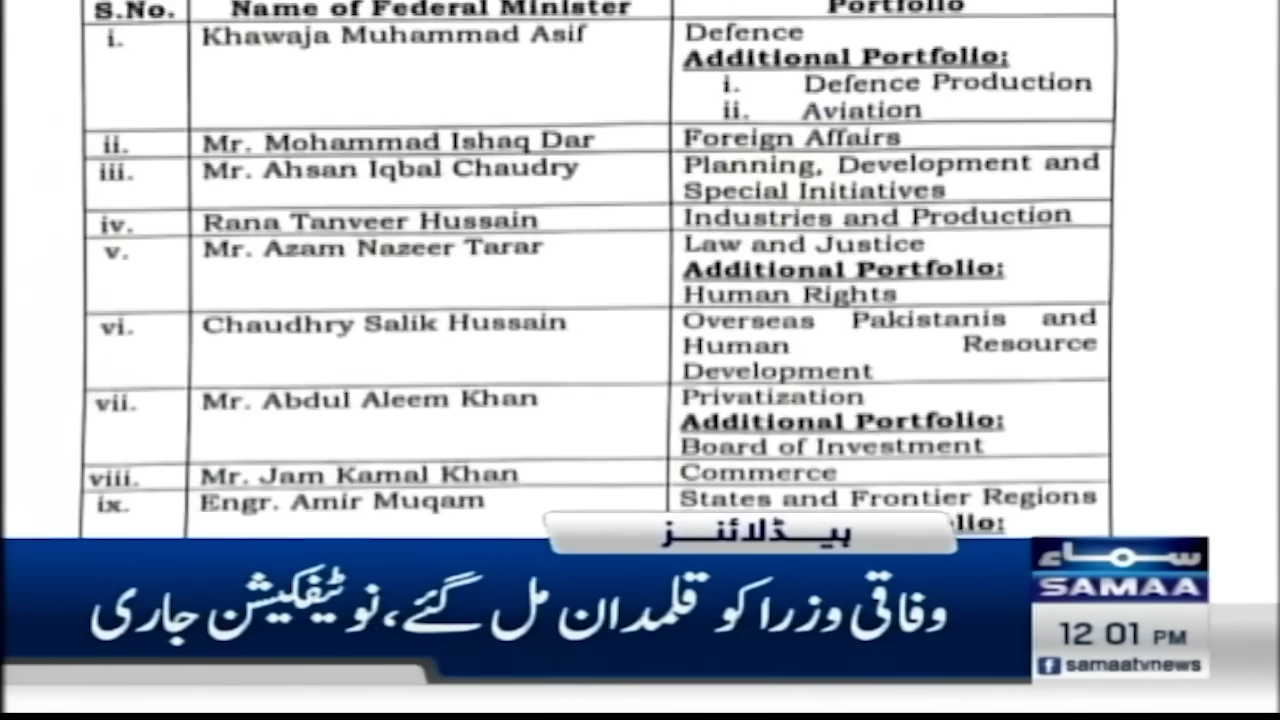 S.No. Name of Federal Minister Portfolio
i. Khawaja Muhammad Asif Defence
Additional Portfolio:
i. Defence Production
ii. Aviation
ii. Mr. Mohammad Ishaq Dar Foreign Affairs
iii. Mr. Ahsan Iqbal Chaudry Planning, Development and
Special Initiatives
iv. Rana Tanveer Hussain Industries and Production
v. Mr. Azam Nazeer Tarar Law and Justice
Additional Portfolio:
Human Rights
vi. Chaudhry Salik Hussain Overseas Pakistanis and
Human Resource
Development
vii. Mr. Abdul Aleem Khan Privatization
Additional Portfolio:
Board of Investment
viii. Mr. Jam Kamal Khan Commerce
ix. Engr. Amir Muqam States and Frontier Regions
ہیڈلائنز
وفاقی وزرا کو قلمدان مل گئے، نوٹیفکیشن جاری
سماء
SAMAA
12 01 PM
samaatvnews